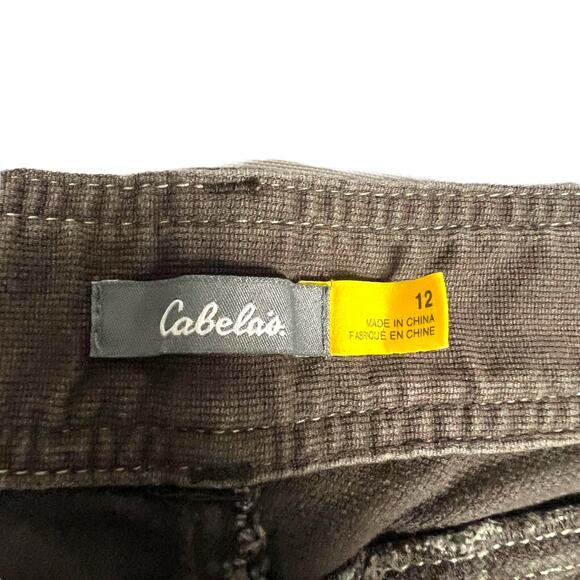 Cabela's
12
MADE IN CHINA
FABRIQUÉ EN CHINE